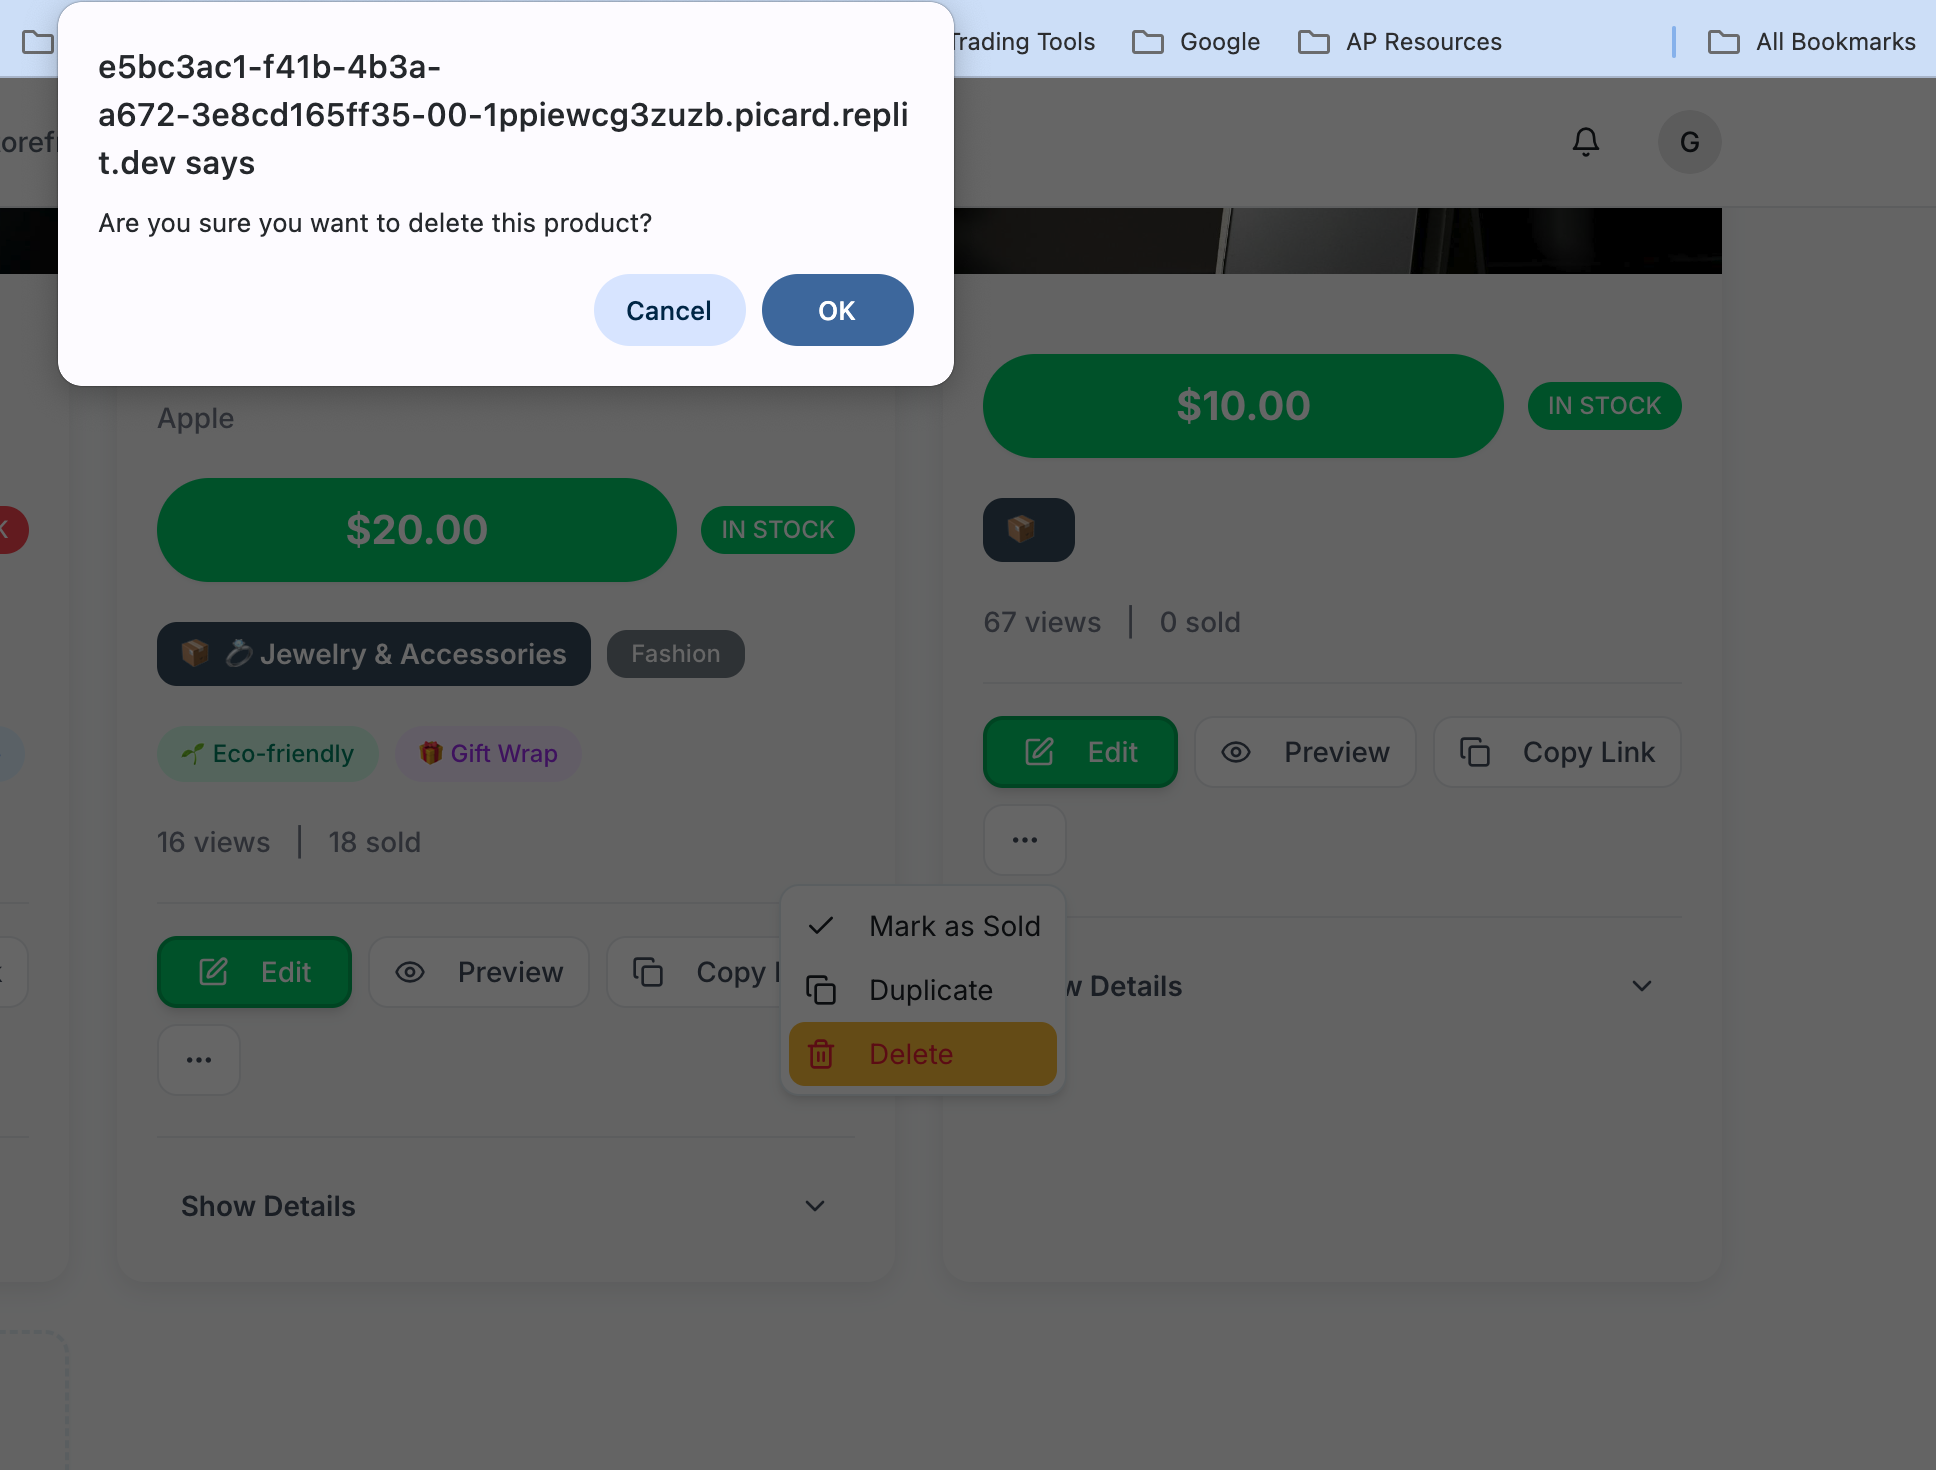 Trading Tools
Google
AP Resources
All Bookmarks
e5bc3ac1-f41b-4b3a-
a672-3e8cd165ff35-00-1ppiewcg3zuzb.picard.repli
t.dev says
Are you sure you want to delete this product?
Cancel
OK
G
Apple
$20.00
IN STOCK
Jewelry & Accessories
Fashion
Eco-friendly
Gift Wrap
16 views | 18 sold
Edit
Preview
Copy
Show Details
$10.00
IN STOCK
67 views | 0 sold
Edit
Preview
Copy Link
Mark as Sold
Duplicate
Delete
Details